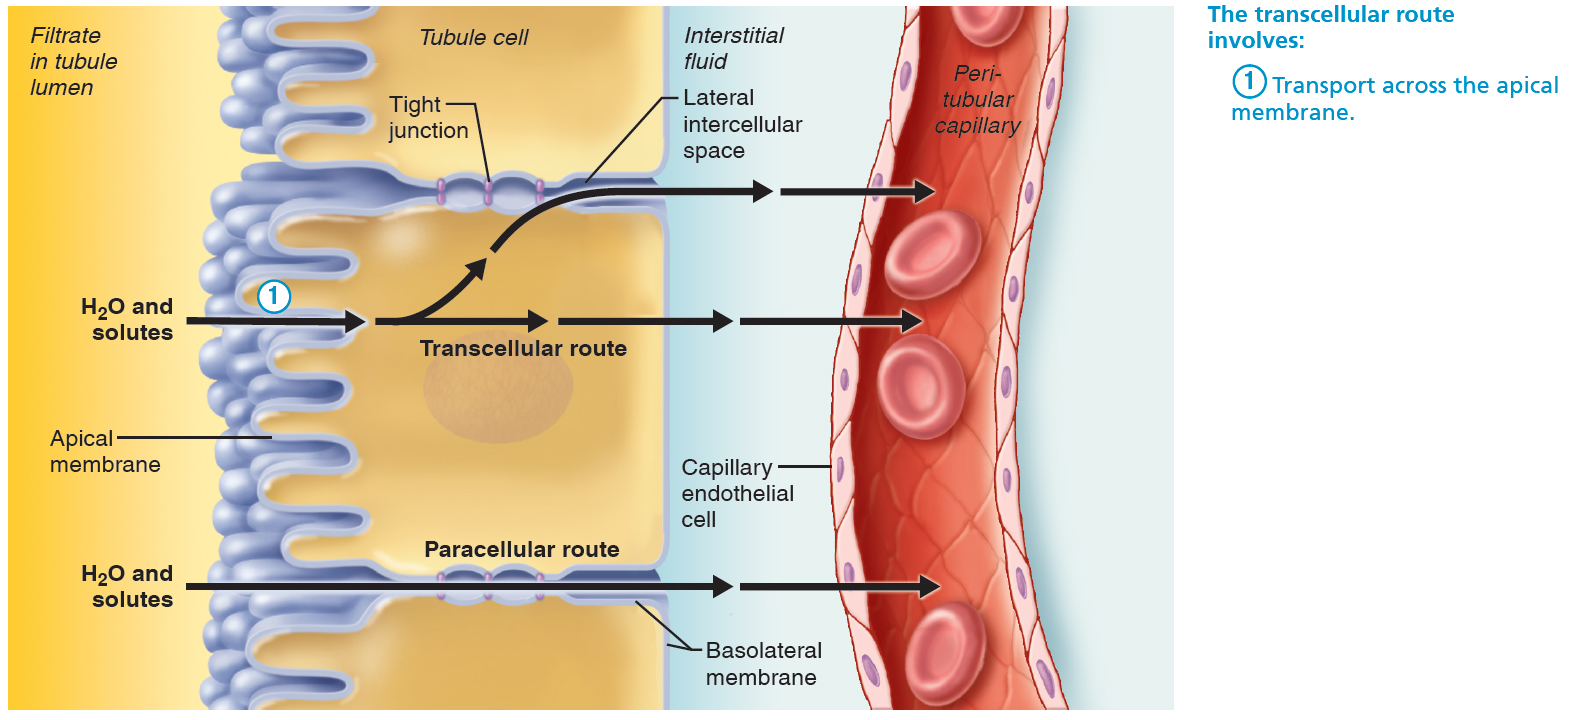 Filtrate
in tubule
lumen
Tubule cell
Interstitial
fluid
Peri-
tubular
capillary
Tight
junction
Lateral
intercellular
space
1
H₂O and
solutes
Transcellular route
Apical
membrane
Capillary
endothelial
cell
Paracellular route
H₂O and
solutes
Basolateral
membrane
The transcellular route
involves:
1 Transport across the apical
membrane.